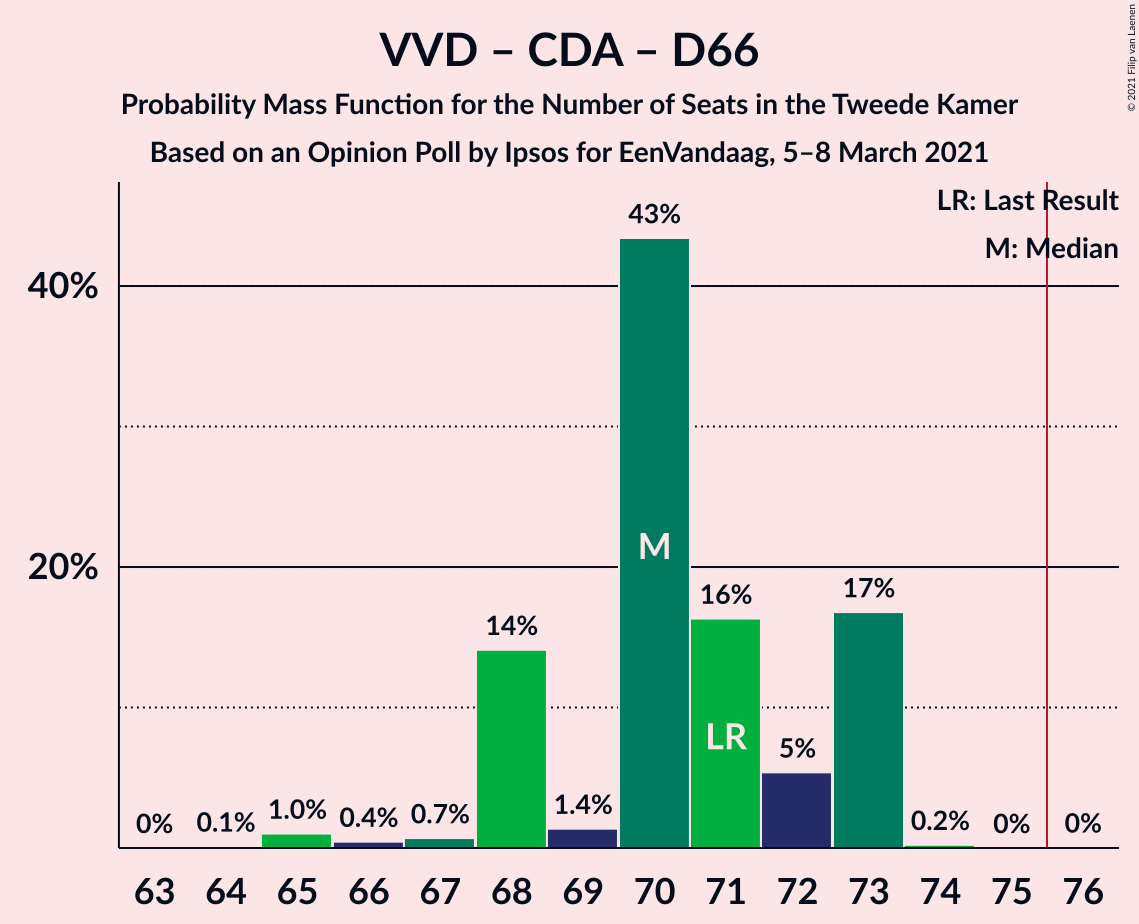 VVD – CDA – D66
Probability Mass Function for the Number of Seats in the Tweede Kamer
Based on an Opinion Poll by Ipsos for EenVandaag, 5–8 March 2021
© 2021 Filip van Laenen
LR: Last Result
M: Median
40%
20%
0%
0.1%
1.0%
0.4%
0.7%
14%
1.4%
43%
16%
5%
17%
0.2%
0%
0%
M
LR
63 64 65 66 67 68 69 70 71 72 73 74 75 76